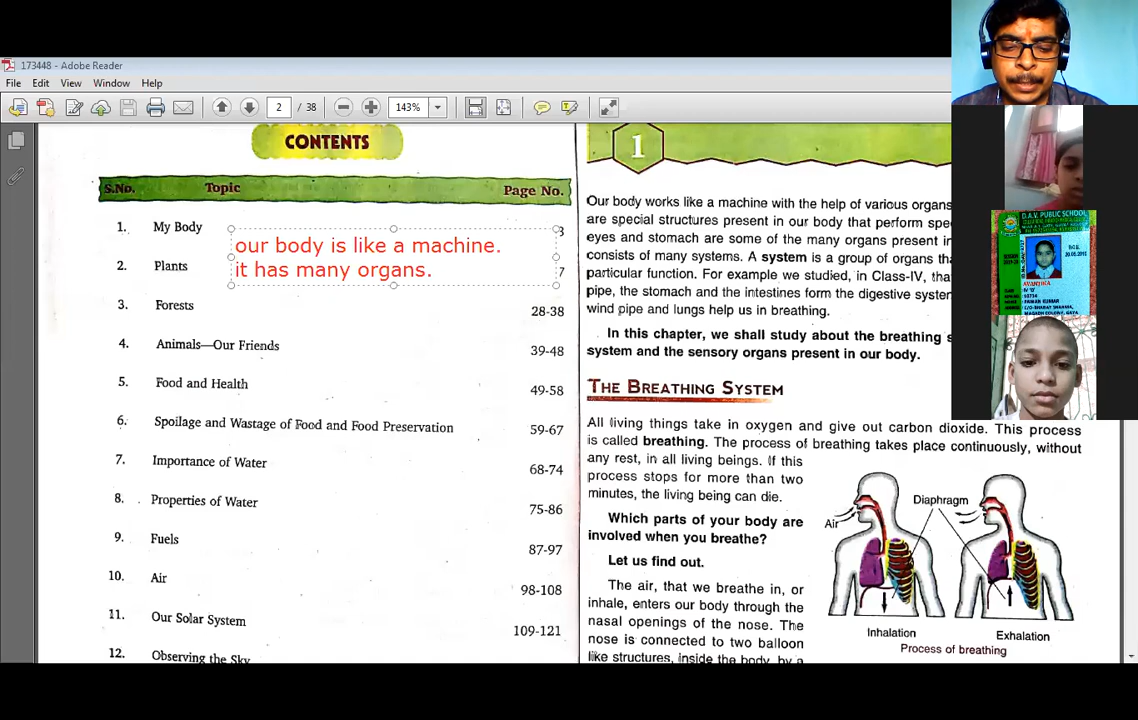 173448 - Adobe Reader
File Edit View Window Help
2 / 38 143%
CONTENTS
S.No. Topic Page No.
1. My Body 3
our body is like a machine.
it has many organs.
2. Plants 7
3. Forests 28-38
4. Animals—Our Friends 39-48
5. Food and Health 49-58
6. Spoilage and Wastage of Food and Food Preservation 59-67
7. Importance of Water 68-74
8. Properties of Water 75-86
9. Fuels 87-97
10. Air 98-108
11. Our Solar System 109-121
12. Observing the Sky
1
Our body works like a machine with the help of various organs
are special structures present in our body that perform spe
eyes and stomach are some of the many organs present in
consists of many systems. A system is a group of organs th
particular function. For example we studied, in Class-IV, tha
pipe, the stomach and the intestines form the digestive system
wind pipe and lungs help us in breathing.
In this chapter, we shall study about the breathing s
system and the sensory organs present in our body.
THE BREATHING SYSTEM
All living things take in oxygen and give out carbon dioxide. This process
is called breathing. The process of breathing takes place continuously, without
any rest, in all living beings. If this
process stops for more than two
minutes, the living being can die.
Which parts of your body are
involved when you breathe?
Let us find out.
The air, that we breathe in, or
inhale, enters our body through the
nasal openings of the nose. The
nose is connected to two balloon
like structures, inside the body, by a
Air
Diaphragm
Inhalation
Exhalation
Process of breathing
D.A.V. PUBLIC SCHOOL
AVANTIKA